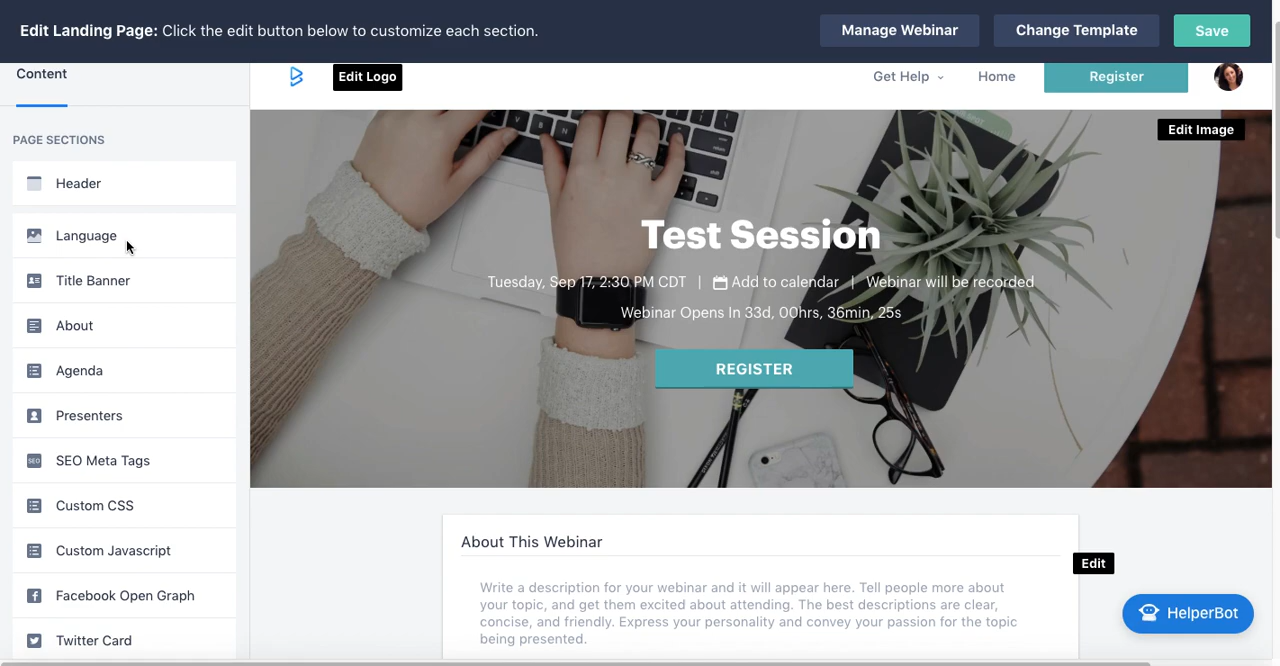 Edit Landing Page: Click the edit button below to customize each section.
Manage Webinar
Change Template
Save
Content
Edit Logo
Get Help
Home
Register
PAGE SECTIONS
Edit Image
Header
Language
Title Banner
About
Agenda
Presenters
SEO Meta Tags
Custom CSS
Custom Javascript
Facebook Open Graph
Twitter Card
Test Session
Tuesday, Sep 17, 2:30 PM CDT | Add to calendar | Webinar will be recorded
Webinar Opens In 33d, 00hrs, 36min, 25s
REGISTER
About This Webinar
Edit
Write a description for your webinar and it will appear here. Tell people more about
your topic, and get them excited about attending. The best descriptions are clear,
concise, and friendly. Express your personality and convey your passion for the topic
being presented.
HelperBot